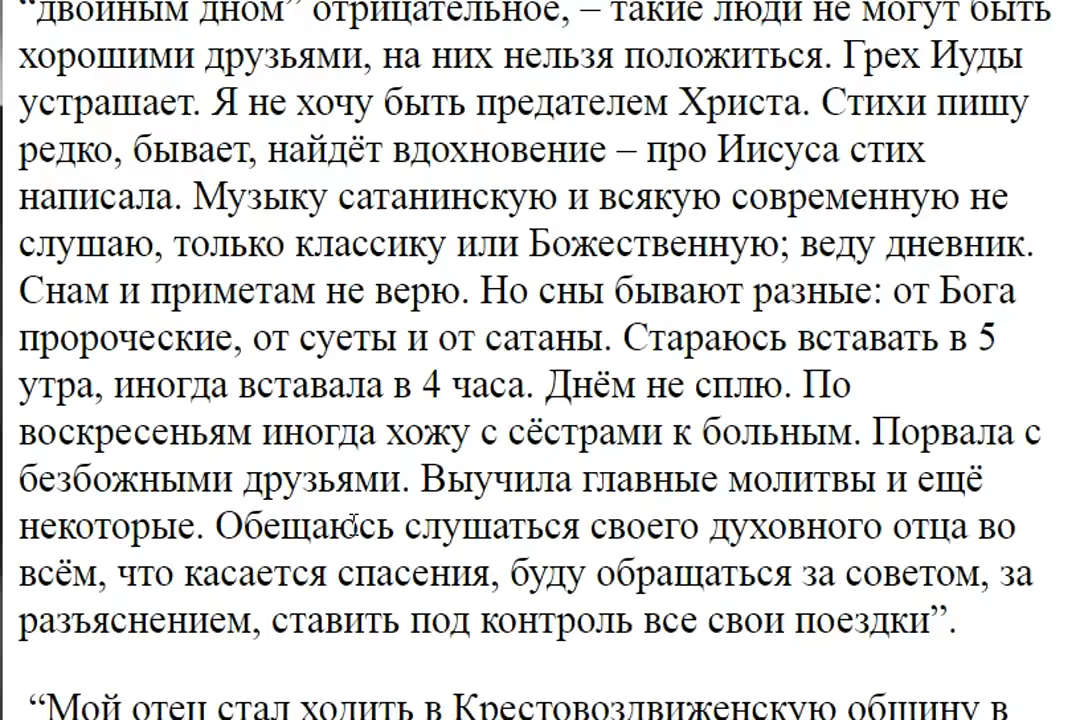 “двойным дном” отрицательное, – такие люди не могут быть
хорошими друзьями, на них нельзя положиться. Грех Иуды
устрашает. Я не хочу быть предателем Христа. Стихи пишу
редко, бывает, найдёт вдохновение – про Иисуса стих
написала. Музыку сатанинскую и всякую современную не
слушаю, только классику или Божественную; веду дневник.
Снам и приметам не верю. Но сны бывают разные: от Бога
пророческие, от суеты и от сатаны. Стараюсь вставать в 5
утра, иногда вставала в 4 часа. Днём не сплю. По
воскресеньям иногда хожу с сёстрами к больным. Порвала с
безбожными друзьями. Выучила главные молитвы и ещё
некоторые. Обещаюсь слушаться своего духовного отца во
всём, что касается спасения, буду обращаться за советом, за
разъяснением, ставить под контроль все свои поездки”.
“Мой отец стал ходить в Крестовоздвиженскую общину в